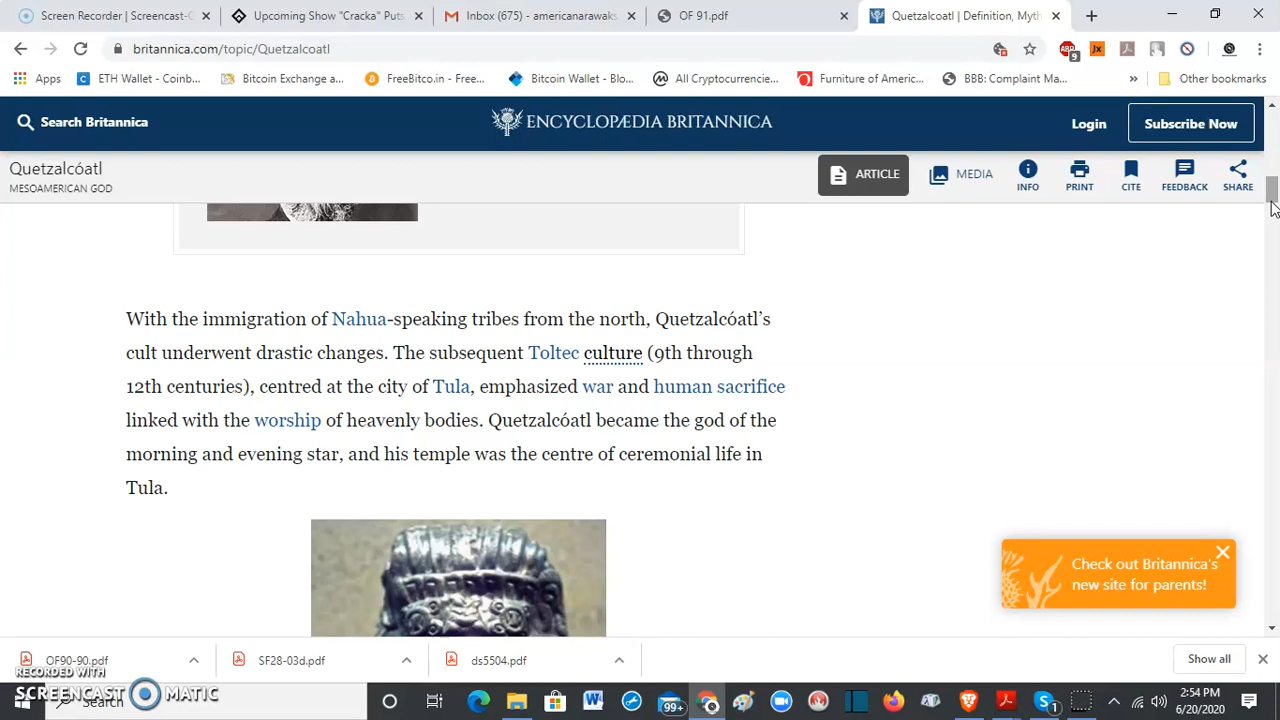 Screen Recorder | Screencast-O
Upcoming Show "Cracka" Puts
Inbox (675) - americanarawaks
OF 91.pdf
Quetzalcoatl | Definition, Myth
britannica.com/topic/Quetzalcoatl
9
Jx
Apps
ETH Wallet - Coinb...
Bitcoin Exchange a...
FreeBitco.in - Free...
Bitcoin Wallet - Blo...
All Cryptocurrencie...
Furniture of Americ...
BBB: Complaint Ma...
»
Other bookmarks
Search Britannica
ENCYCLOPÆDIA BRITANNICA
Login
Subscribe Now
Quetzalcóatl
MESOAMERICAN GOD
ARTICLE
MEDIA
INFO
PRINT
CITE
FEEDBACK
SHARE
With the immigration of Nahua-speaking tribes from the north, Quetzalcóatl’s
cult underwent drastic changes. The subsequent Toltec culture (9th through
12th centuries), centred at the city of Tula, emphasized war and human sacrifice
linked with the worship of heavenly bodies. Quetzalcóatl became the god of the
morning and evening star, and his temple was the centre of ceremonial life in
Tula.
Check out Britannica's
new site for parents!
OF90-90.pdf
SF28-03d.pdf
ds5504.pdf
Show all
RECORDED WITH
SCREENCAST MATIC
Search
99+
1
2:54 PM
6/20/2020